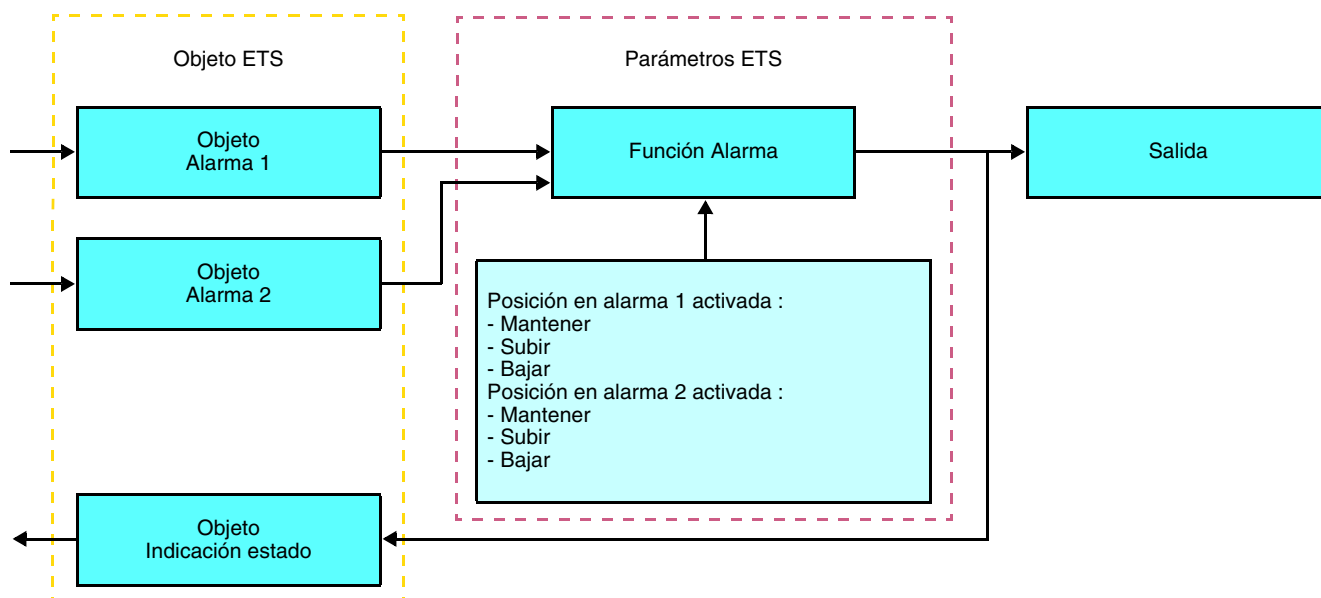 Objeto ETS
Parámetros ETS
Objeto
Alarma 1
Función Alarma
Salida
Objeto
Alarma 2
Posición en alarma 1 activada :
- Mantener
- Subir
- Bajar
Posición en alarma 2 activada :
- Mantener
- Subir
- Bajar
Objeto
Indicación estado